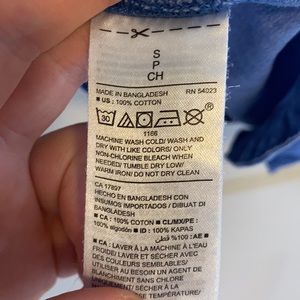 S
P
CH
MADE IN BANGLADESH RN 54023
■ US : 100% COTTON
30
1166
MACHINE WASH COLD/ WASH AND
DRY WITH LIKE COLORS/ ONLY
NON-CHLORINE BLEACH WHEN
NEEDED/ TUMBLE DRY LOW/
WARM IRON/ DO NOT DRY CLEAN
CA 17897
HECHO EN BANGLADESH CON
INSUMOS IMPORTADOS / DIBUAT DI
BANGLADESH
■ CA : 100% COTON ■ CL/MX/PE :
100% algodón ■ ID : 100% KAPAS
■ AE : 100% قطن
CA : LAVER À LA MACHINE À L'EAU
FROIDE/ LAVER ET SÉCHER AVEC
DES COULEURS SEMBLABLES/
UTILISER AU BESOIN UN AGENT DE
BLANCHIMENT SANS CHLORE